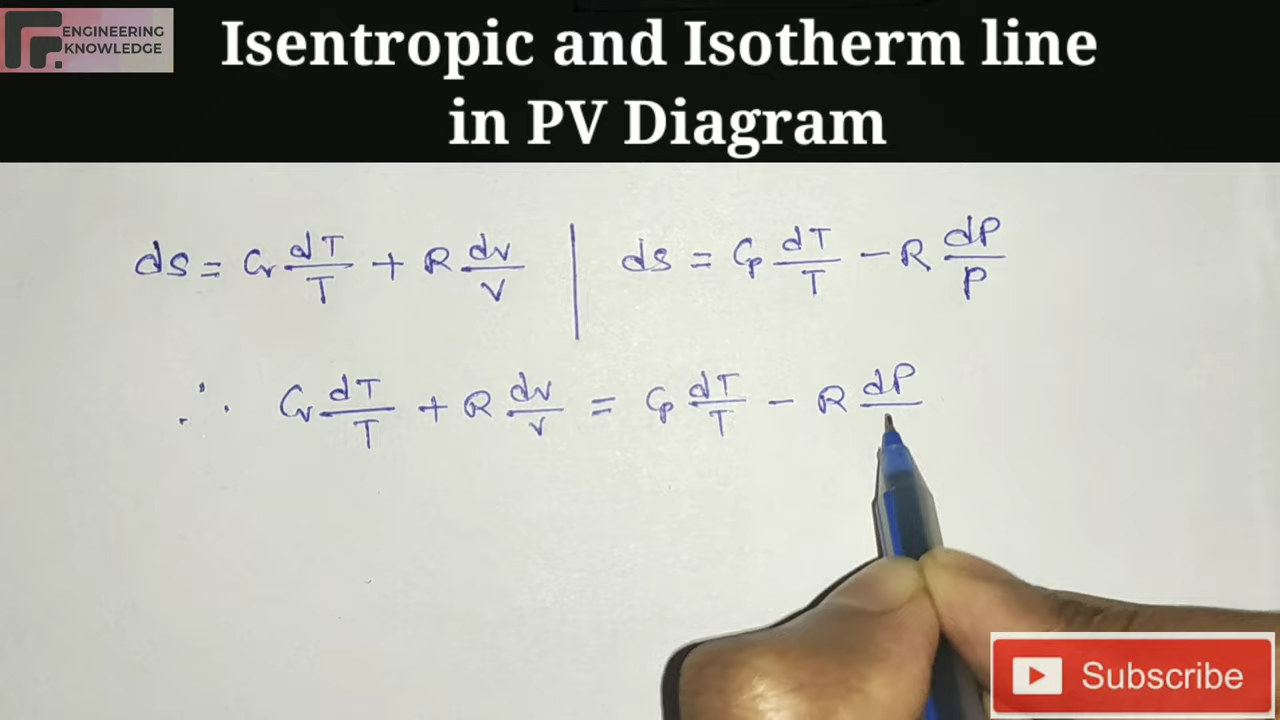 ENGINEERING
KNOWLEDGE
Isentropic and Isotherm line
in PV Diagram
ds = Cv dT/T + R dv/v | ds = Cp dT/T − R dP/P
∴ Cv dT/T + R dv/v = Cp dT/T − R dP/
Subscribe